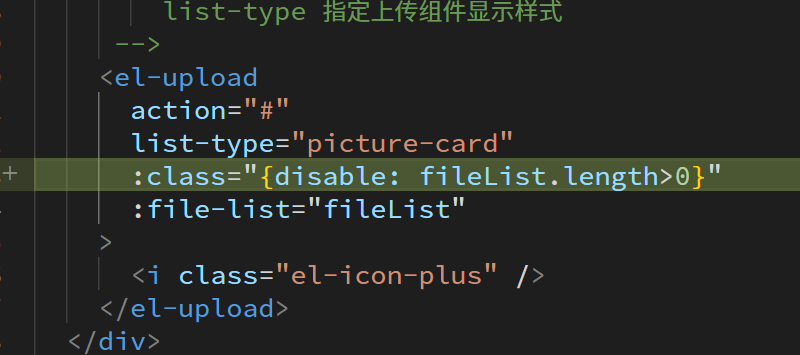 list-type 指定上传组件显示样式
-->
<el-upload
action="#"
list-type="picture-card"
+ :class="{disable: fileList.length>0}"
:file-list="fileList"
>
<i class="el-icon-plus" />
</el-upload>
</div>